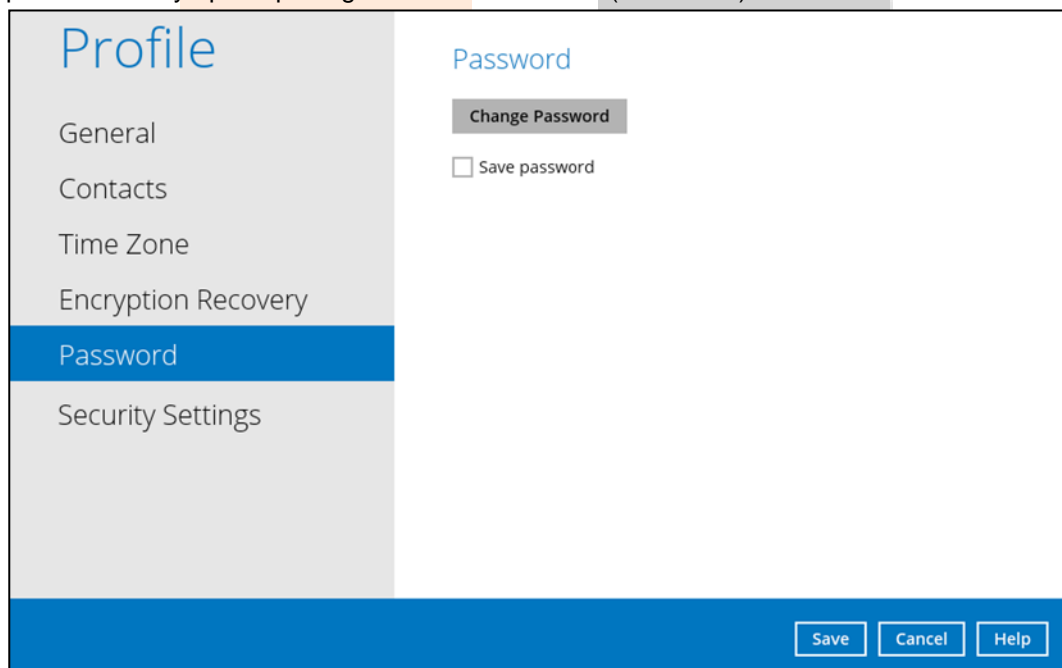 Profile
General
Contacts
Time Zone
Encryption Recovery
Password
Security Settings
Password
Change Password
Save password
Save Cancel Help